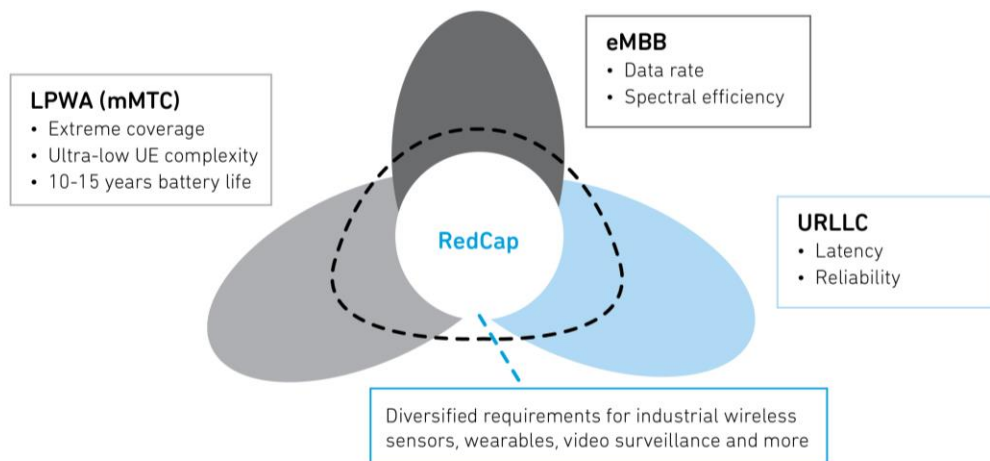 eMBB
• Data rate
• Spectral efficiency
LPWA (mMTC)
• Extreme coverage
• Ultra-low UE complexity
• 10-15 years battery life
RedCap
URLLC
• Latency
• Reliability
Diversified requirements for industrial wireless
sensors, wearables, video surveillance and more